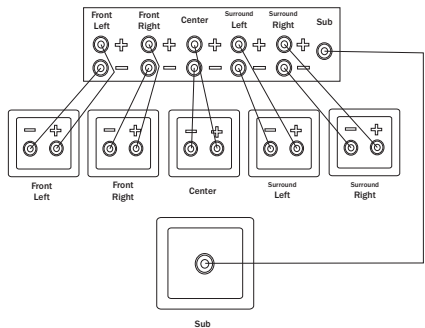 Front
Left
Front
Right
Center
Surround
Left
Surround
Right
Sub
+ + + + +
− − − − −
− +
− +
− +
− +
− +
Front
Left
Front
Right
Center
Surround
Left
Surround
Right
Sub